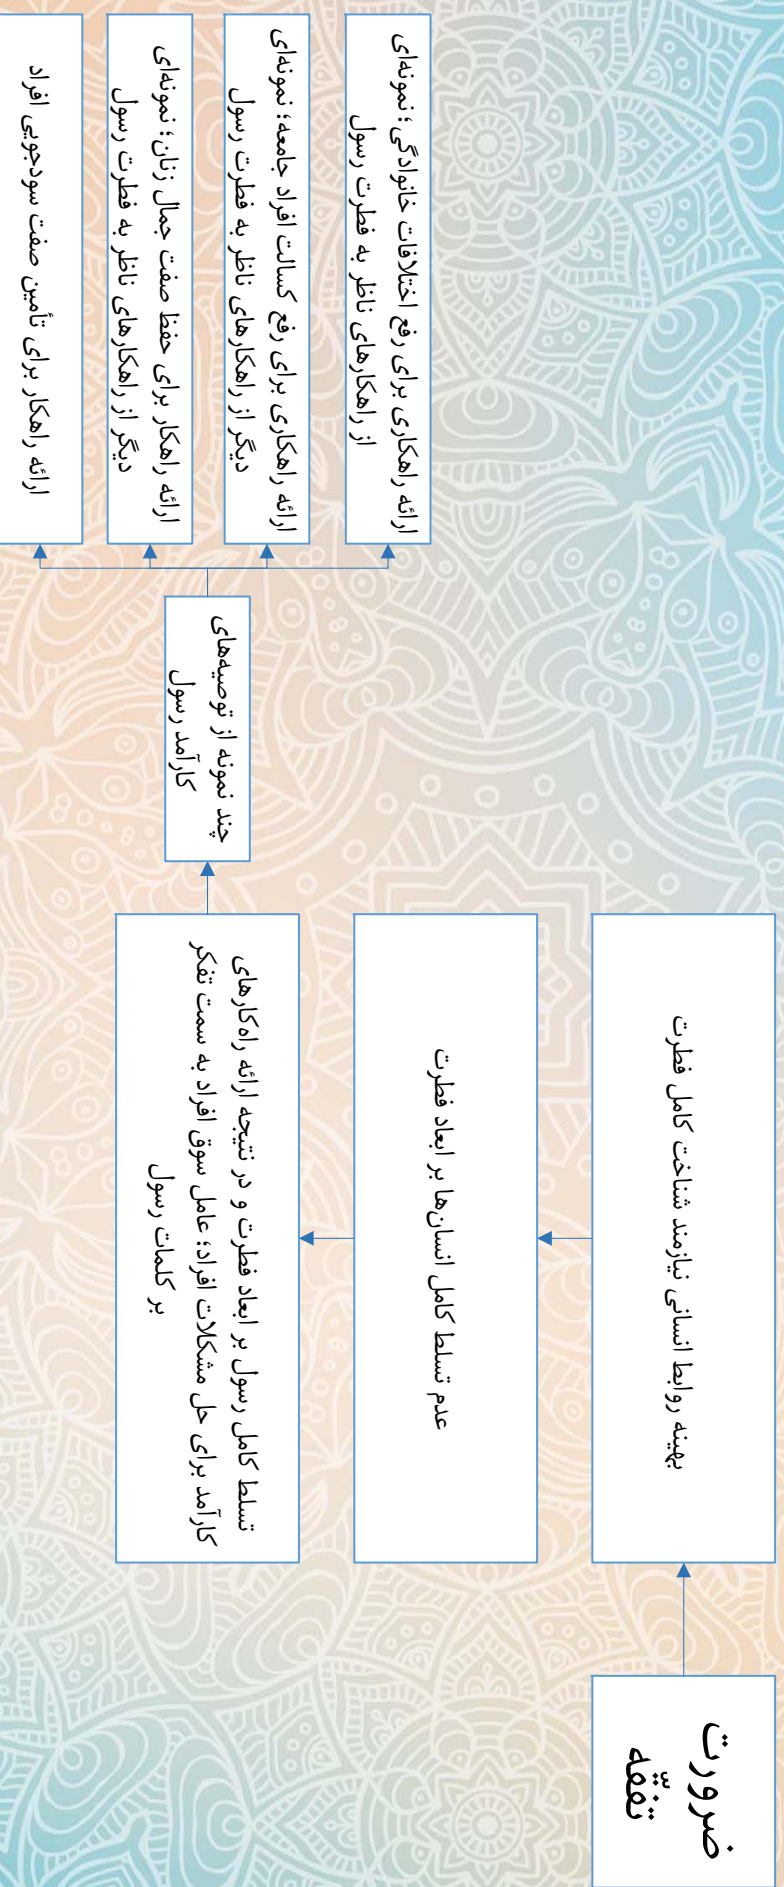 ضرورت
تفقّه
بهینه روابط انسانی نیازمند شناخت کامل فطرت
عدم تسلط کامل انسان‌ها بر ابعاد فطرت
تسلط کامل رسول بر ابعاد فطرت و در نتیجه ارائه راه‌کارهای
کارآمد برای حل مشکلات افراد؛ عامل سوق افراد به سمت تفکر
بر کلمات رسول
چند نمونه از توصیه‌های
کارآمد رسول
ارائه راهکاری برای رفع اختلافات خانوادگی؛ نمونه‌ای
از راهکارهای ناظر به فطرت رسول
ارائه راهکاری برای رفع کسالت افراد جامعه؛ نمونه‌ای
دیگر از راهکارهای ناظر به فطرت رسول
ارائه راهکار برای حفظ صفت جمال زنان؛ نمونه‌ای
دیگر از راهکارهای ناظر به فطرت رسول
ارائه راهکار برای تأمین صفت سودجویی افراد